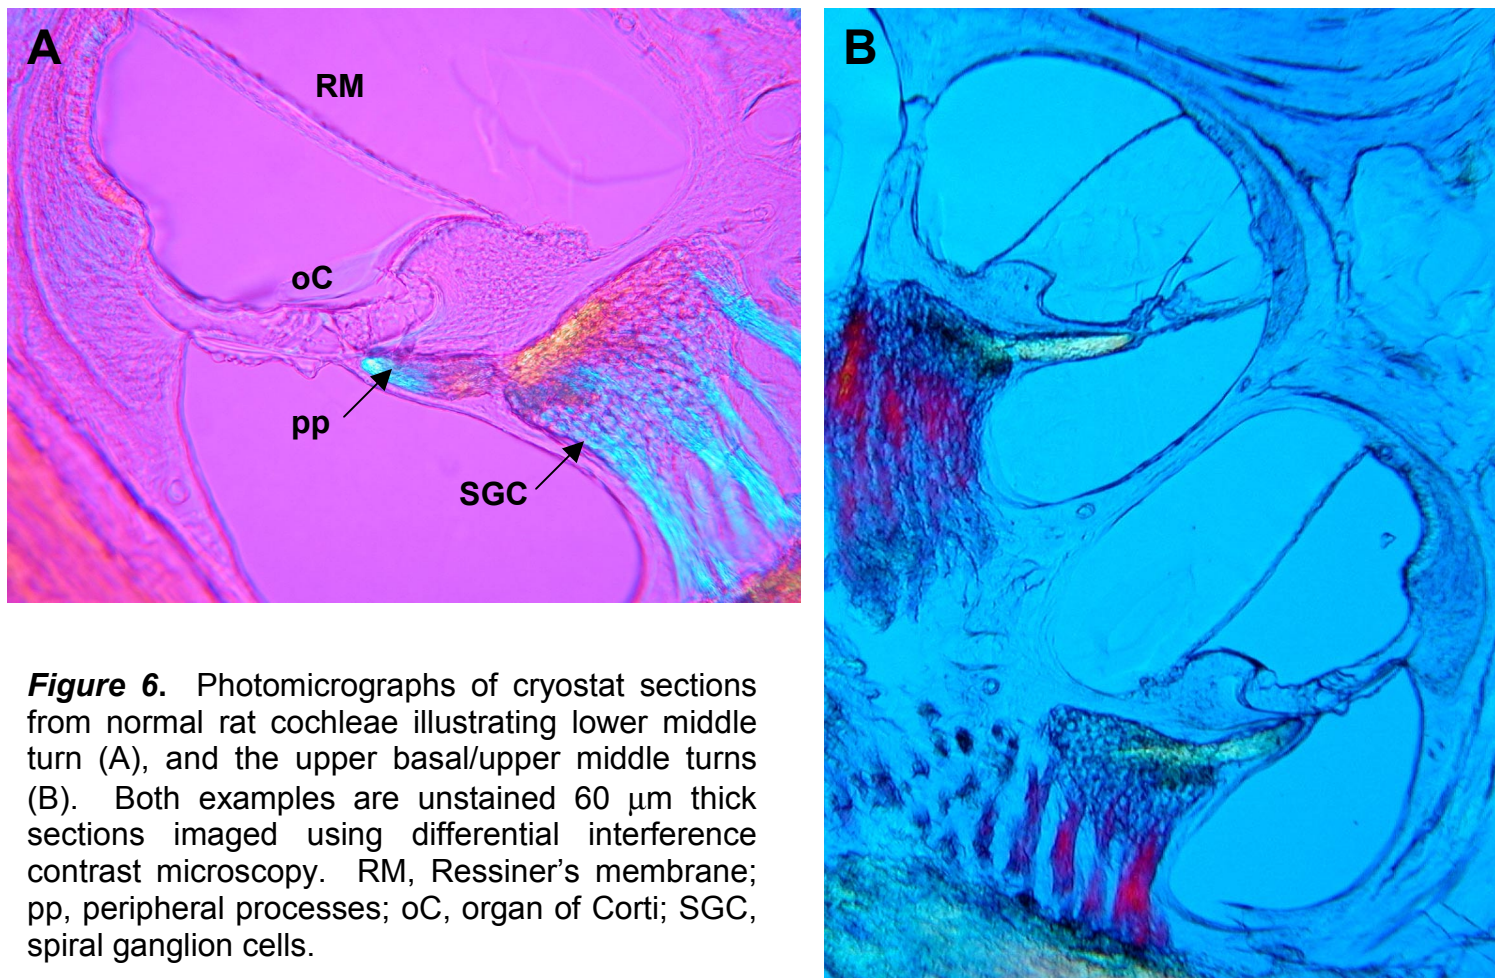 A
RM
oC
pp
SGC
B
Figure 6. Photomicrographs of cryostat sections
from normal rat cochleae illustrating lower middle
turn (A), and the upper basal/upper middle turns
(B). Both examples are unstained 60 μm thick
sections imaged using differential interference
contrast microscopy. RM, Ressiner’s membrane;
pp, peripheral processes; oC, organ of Corti; SGC,
spiral ganglion cells.